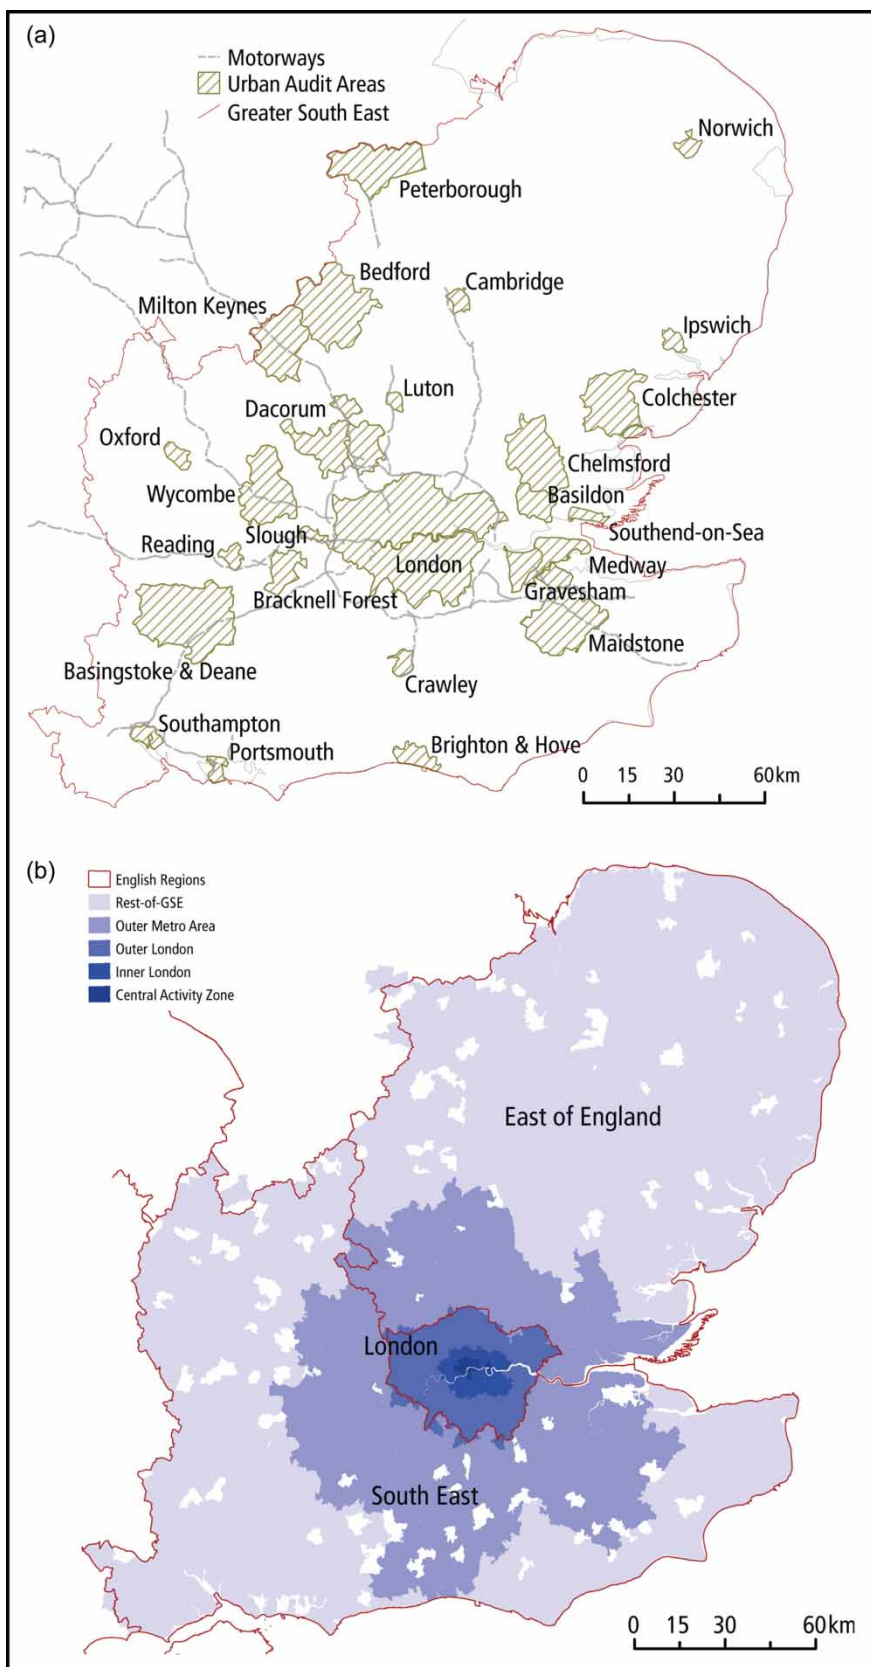 (a)
Motorways
Urban Audit Areas
Greater South East
Norwich
Peterborough
Bedford
Cambridge
Milton Keynes
Ipswich
Luton
Dacorum
Colchester
Oxford
Chelmsford
Wycombe
Basildon
Slough
Southend-on-Sea
Reading
London
Medway
Gravesham
Bracknell Forest
Maidstone
Basingstoke & Deane
Crawley
Southampton
Portsmouth
Brighton & Hove
0 15 30 60km
(b)
English Regions
Rest-of-GSE
Outer Metro Area
Outer London
Inner London
Central Activity Zone
East of England
London
South East
0 15 30 60km